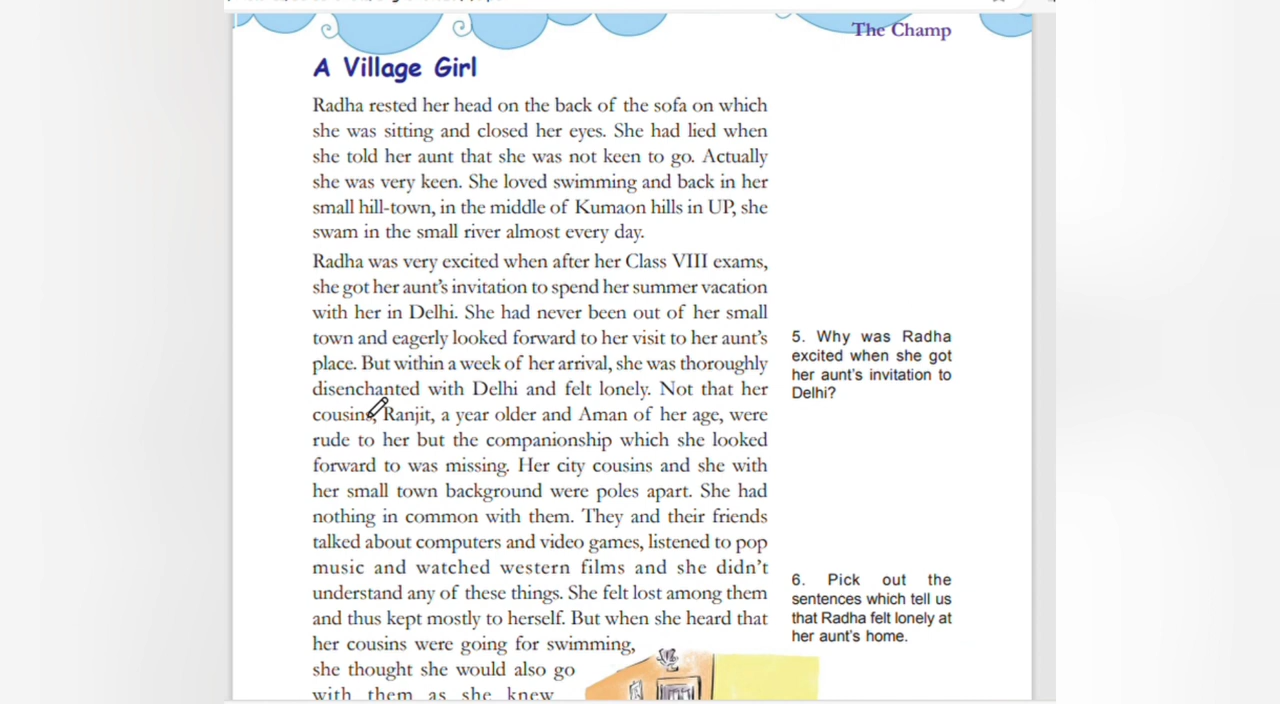 The Champ
A Village Girl
Radha rested her head on the back of the sofa on which
she was sitting and closed her eyes. She had lied when
she told her aunt that she was not keen to go. Actually
she was very keen. She loved swimming and back in her
small hill-town, in the middle of Kumaon hills in UP, she
swam in the small river almost every day.
Radha was very excited when after her Class VIII exams,
she got her aunt's invitation to spend her summer vacation
with her in Delhi. She had never been out of her small
town and eagerly looked forward to her visit to her aunt's
place. But within a week of her arrival, she was thoroughly
disenchanted with Delhi and felt lonely. Not that her
cousins, Ranjit, a year older and Aman of her age, were
rude to her but the companionship which she looked
forward to was missing. Her city cousins and she with
her small town background were poles apart. She had
nothing in common with them. They and their friends
talked about computers and video games, listened to pop
music and watched western films and she didn't
understand any of these things. She felt lost among them
and thus kept mostly to herself. But when she heard that
her cousins were going for swimming,
she thought she would also go
with them as she knew
5. Why was Radha
excited when she got
her aunt's invitation to
Delhi?
6. Pick out the
sentences which tell us
that Radha felt lonely at
her aunt's home.